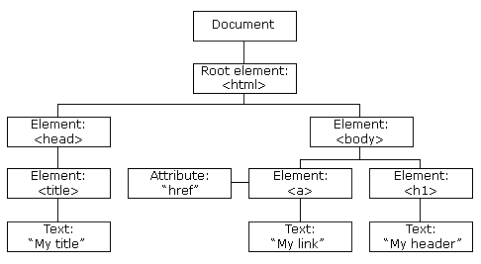 Document
Root element:
<html>
Element:
<head>
Element:
<body>
Element:
<title>
Attribute:
“href”
Element:
<a>
Element:
<h1>
Text:
“My title”
Text:
“My link”
Text:
“My header”